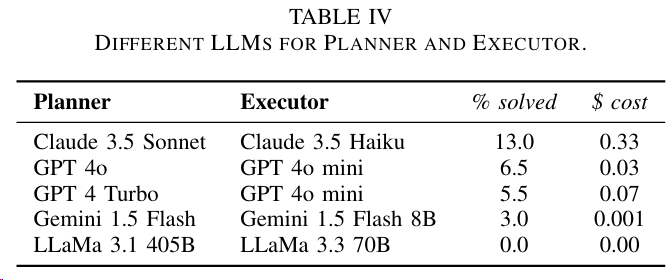 TABLE IV
DIFFERENT LLMS FOR PLANNER AND EXECUTOR.
Planner Executor % solved $ cost
Claude 3.5 Sonnet Claude 3.5 Haiku 13.0 0.33
GPT 4o GPT 4o mini 6.5 0.03
GPT 4 Turbo GPT 4o mini 5.5 0.07
Gemini 1.5 Flash Gemini 1.5 Flash 8B 3.0 0.001
LLaMa 3.1 405B LLaMa 3.3 70B 0.0 0.00